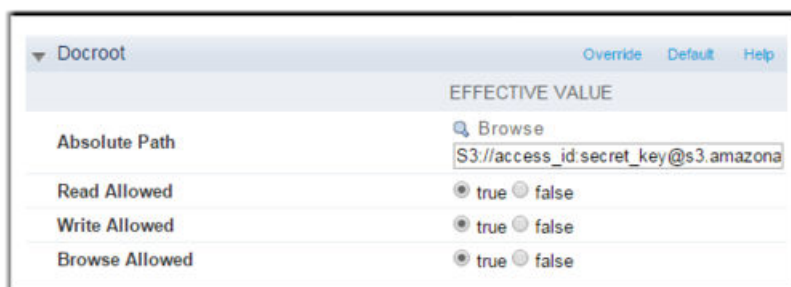 Docroot Override Default Help
EFFECTIVE VALUE
Browse
Absolute Path
S3://access_id:secret_key@s3.amazona
Read Allowed true false
Write Allowed true false
Browse Allowed true false